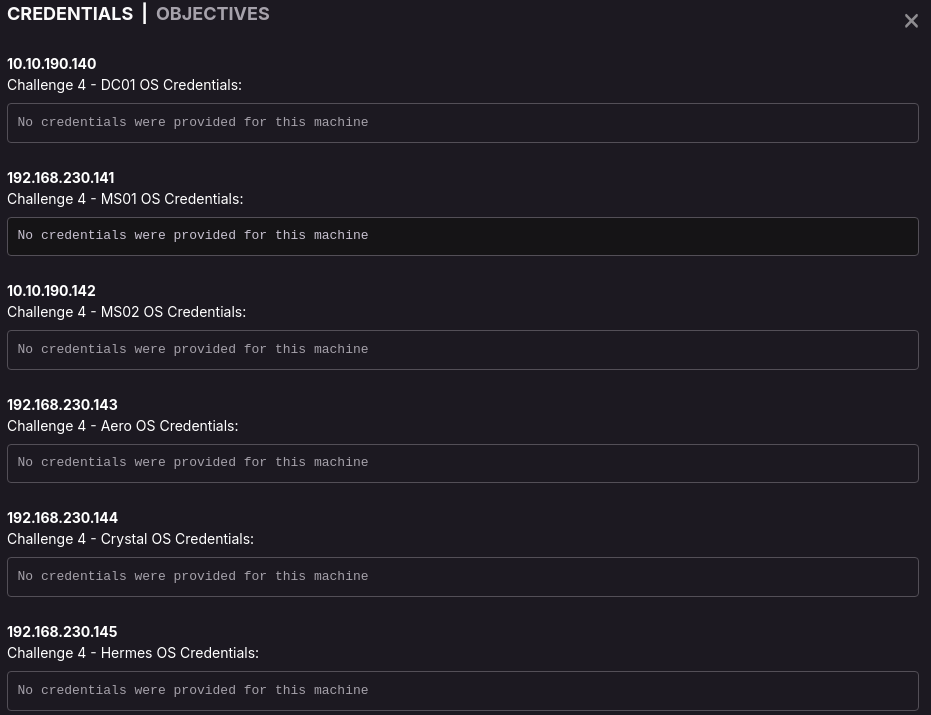 CREDENTIALS | OBJECTIVES
10.10.190.140
Challenge 4 - DC01 OS Credentials:
No credentials were provided for this machine
192.168.230.141
Challenge 4 - MS01 OS Credentials:
No credentials were provided for this machine
10.10.190.142
Challenge 4 - MS02 OS Credentials:
No credentials were provided for this machine
192.168.230.143
Challenge 4 - Aero OS Credentials:
No credentials were provided for this machine
192.168.230.144
Challenge 4 - Crystal OS Credentials:
No credentials were provided for this machine
192.168.230.145
Challenge 4 - Hermes OS Credentials:
No credentials were provided for this machine